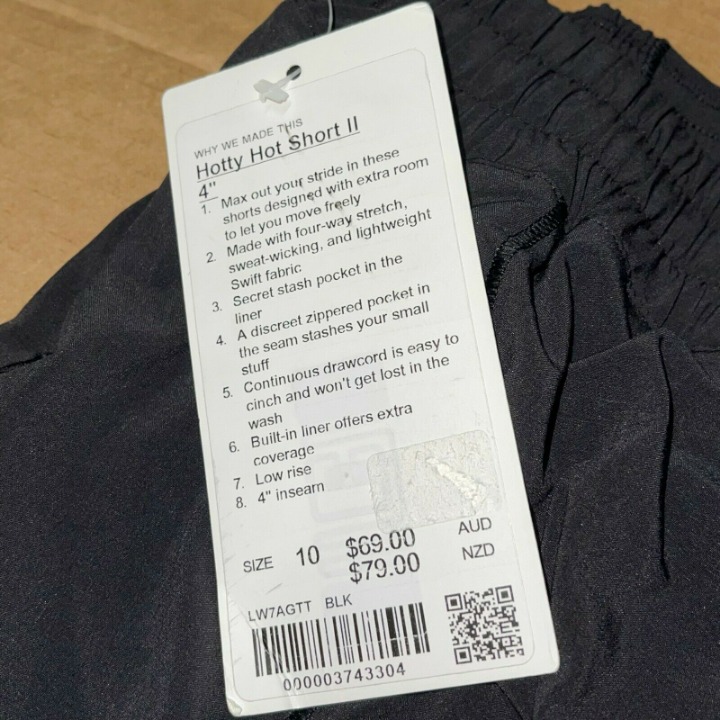 WHY WE MADE THIS
Hotty Hot Short II
4"
1. Max out your stride in these
shorts designed with extra room
to let you move freely
2. Made with four-way stretch,
sweat-wicking, and lightweight
Swift fabric
3. Secret stash pocket in the
liner
4. A discreet zippered pocket in
the seam stashes your small
stuff
5. Continuous drawcord is easy to
cinch and won't get lost in the
wash
6. Built-in liner offers extra
coverage
7. Low rise
8. 4" inseam
SIZE 10 $69.00 AUD
$79.00 NZD
LW7AGTT BLK
000003743304